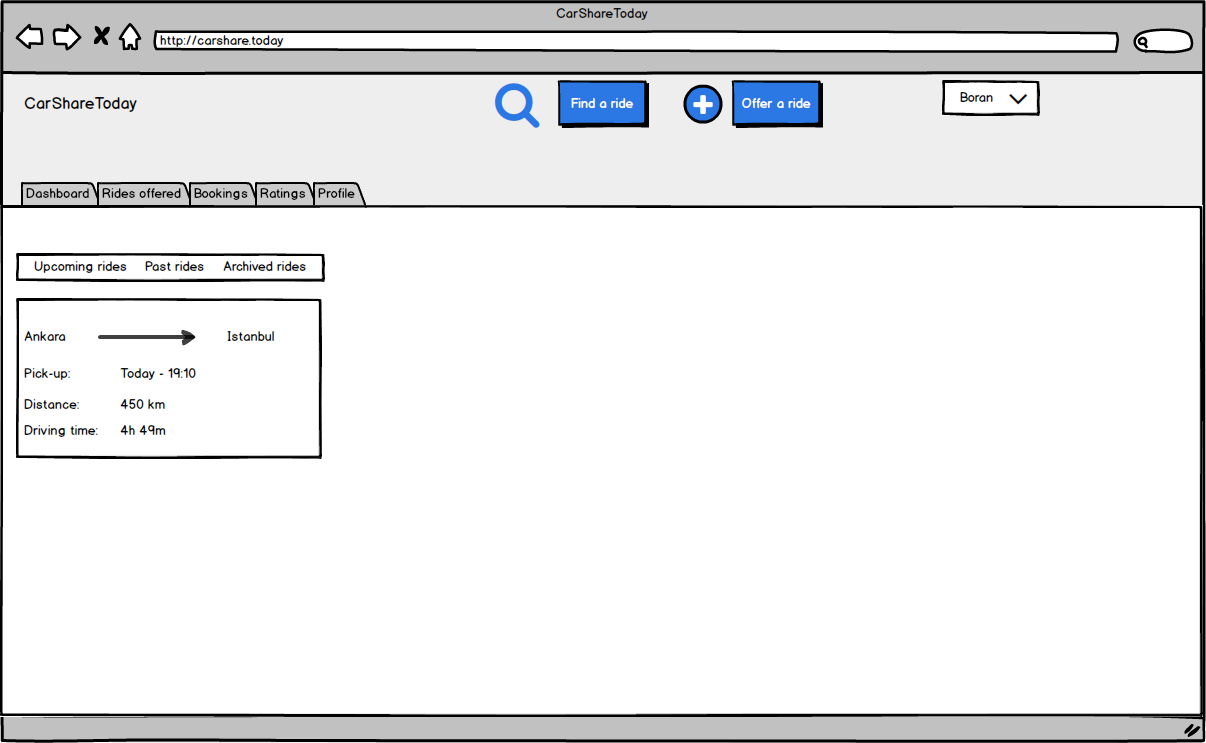 CarShareToday
http://carshare.today
CarShareToday
Find a ride
Offer a ride
Boran
Dashboard Rides offered Bookings Ratings Profile
Upcoming rides Past rides Archived rides
Ankara Istanbul
Pick-up: Today - 19:10
Distance: 450 km
Driving time: 4h 49m